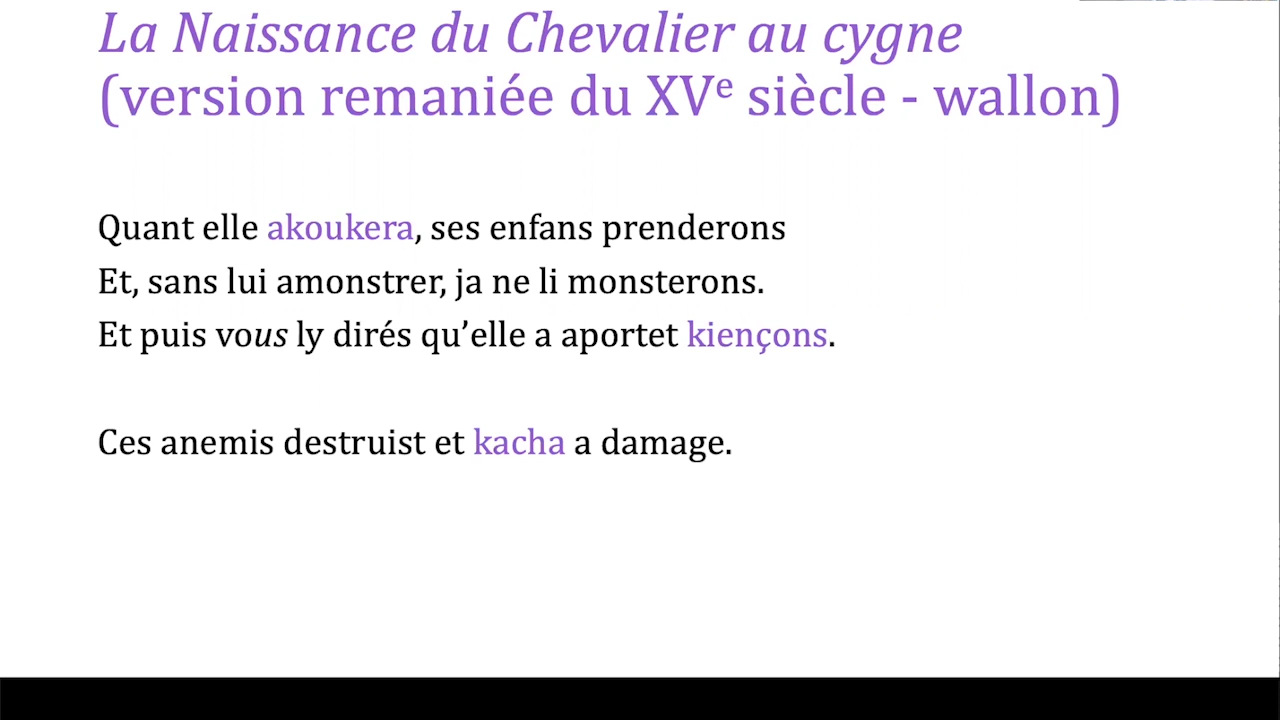 La Naissance du Chevalier au cygne
(version remaniée du XVᵉ siècle - wallon)
Quant elle akoukera, ses enfans prenderons
Et, sans lui amonstrer, ja ne li monsterons.
Et puis vous ly dirés qu’elle a aportet kiençons.
Ces anemis destruist et kacha a damage.